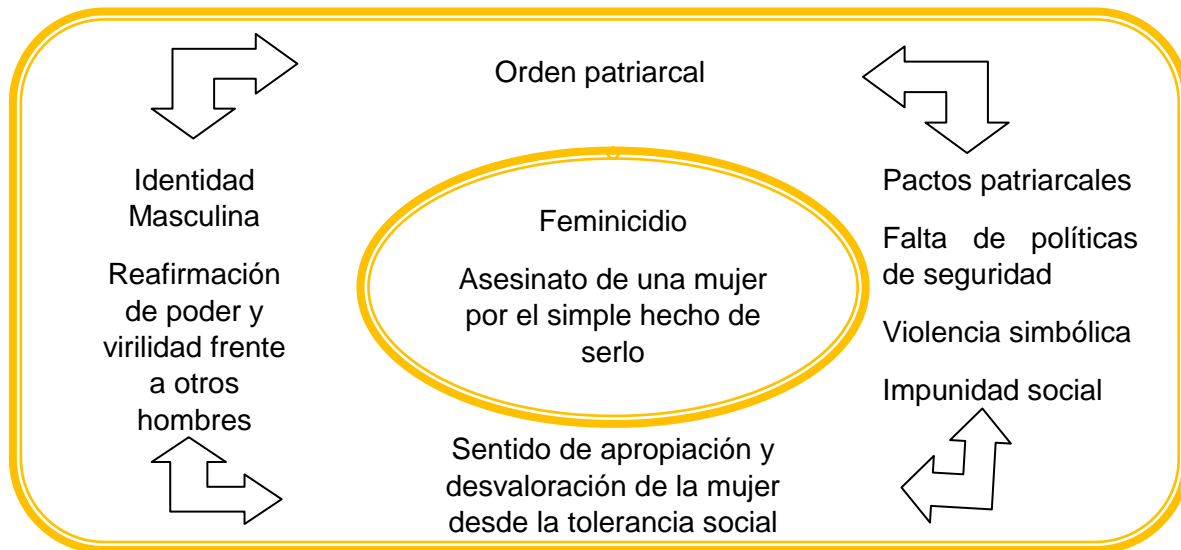 Orden patriarcal
Identidad
Masculina
Reafirmación
de poder y
virilidad frente
a otros
hombres
Feminicidio
Asesinato de una mujer
por el simple hecho de
serlo
Pactos patriarcales
Falta de políticas
de seguridad
Violencia simbólica
Impunidad social
Sentido de apropiación y
desvaloración de la mujer
desde la tolerancia social